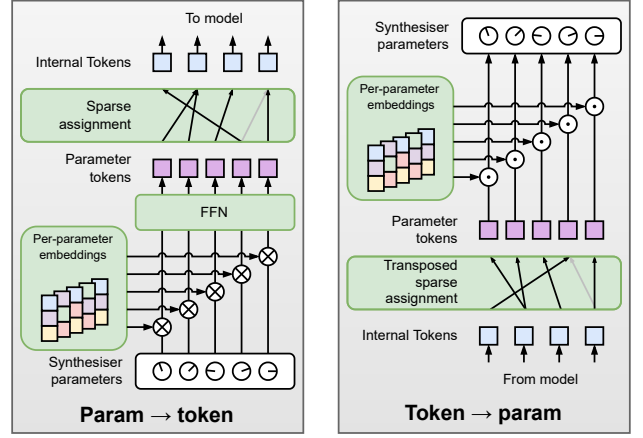 To model
Internal Tokens
Sparse
assignment
Parameter
tokens
FFN
Per-parameter
embeddings
Synthesiser
parameters
Param → token
Synthesiser
parameters
Per-parameter
embeddings
Parameter
tokens
Transposed
sparse
assignment
Internal Tokens
From model
Token → param